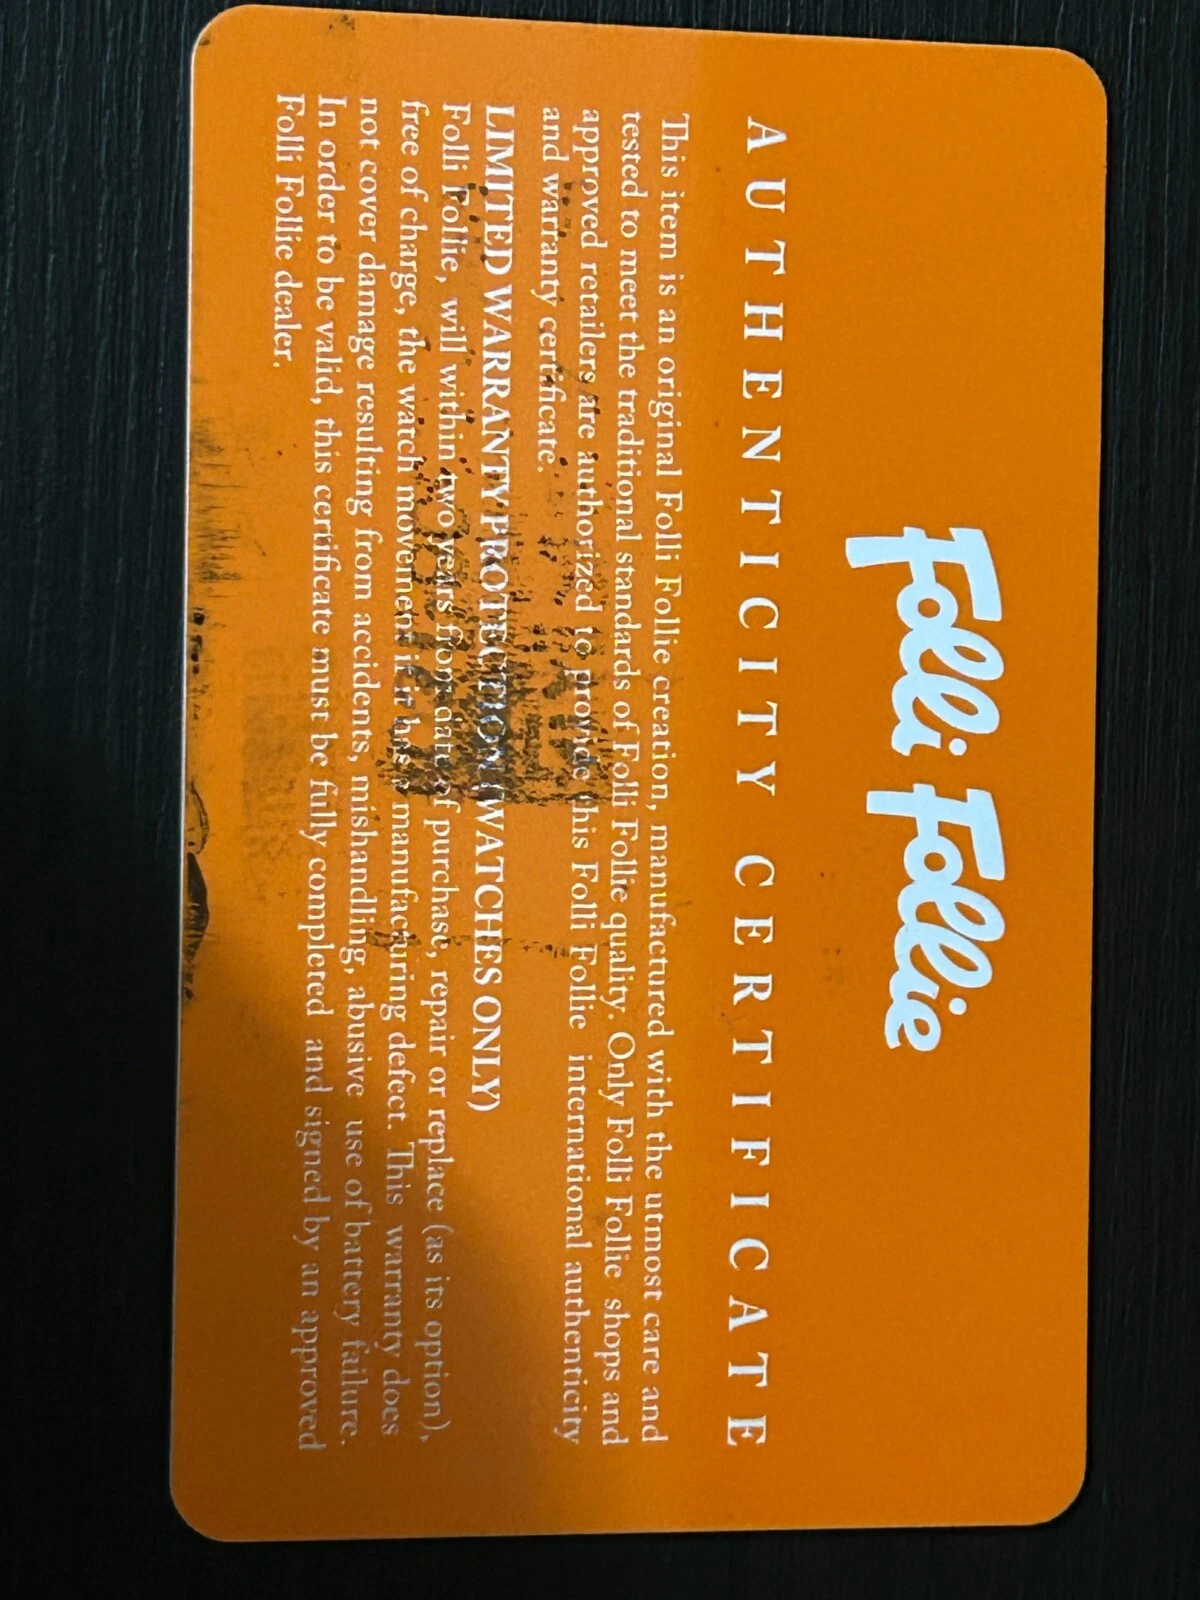 Folli Follie
AUTHENTICITY CERTIFICATE
This item is an original Folli Follie creation, manufactured with the utmost care and
tested to meet the traditional standards of Folli Follie quality. Only Folli Follie shops and
approved retailers are authorized to provide this Folli Follie international authenticity
and warranty certificate.
LIMITED WARRANTY PROTECTION (WATCHES ONLY)
Folli Follie, will within two years from date of purchase, repair or replace (as its option),
free of charge, the watch movement if it has a manufacturing defect. This warranty does
not cover damage resulting from accidents, mishandling, abusive use of battery failure.
In order to be valid, this certificate must be fully completed and signed by an approved
Folli Follie dealer.